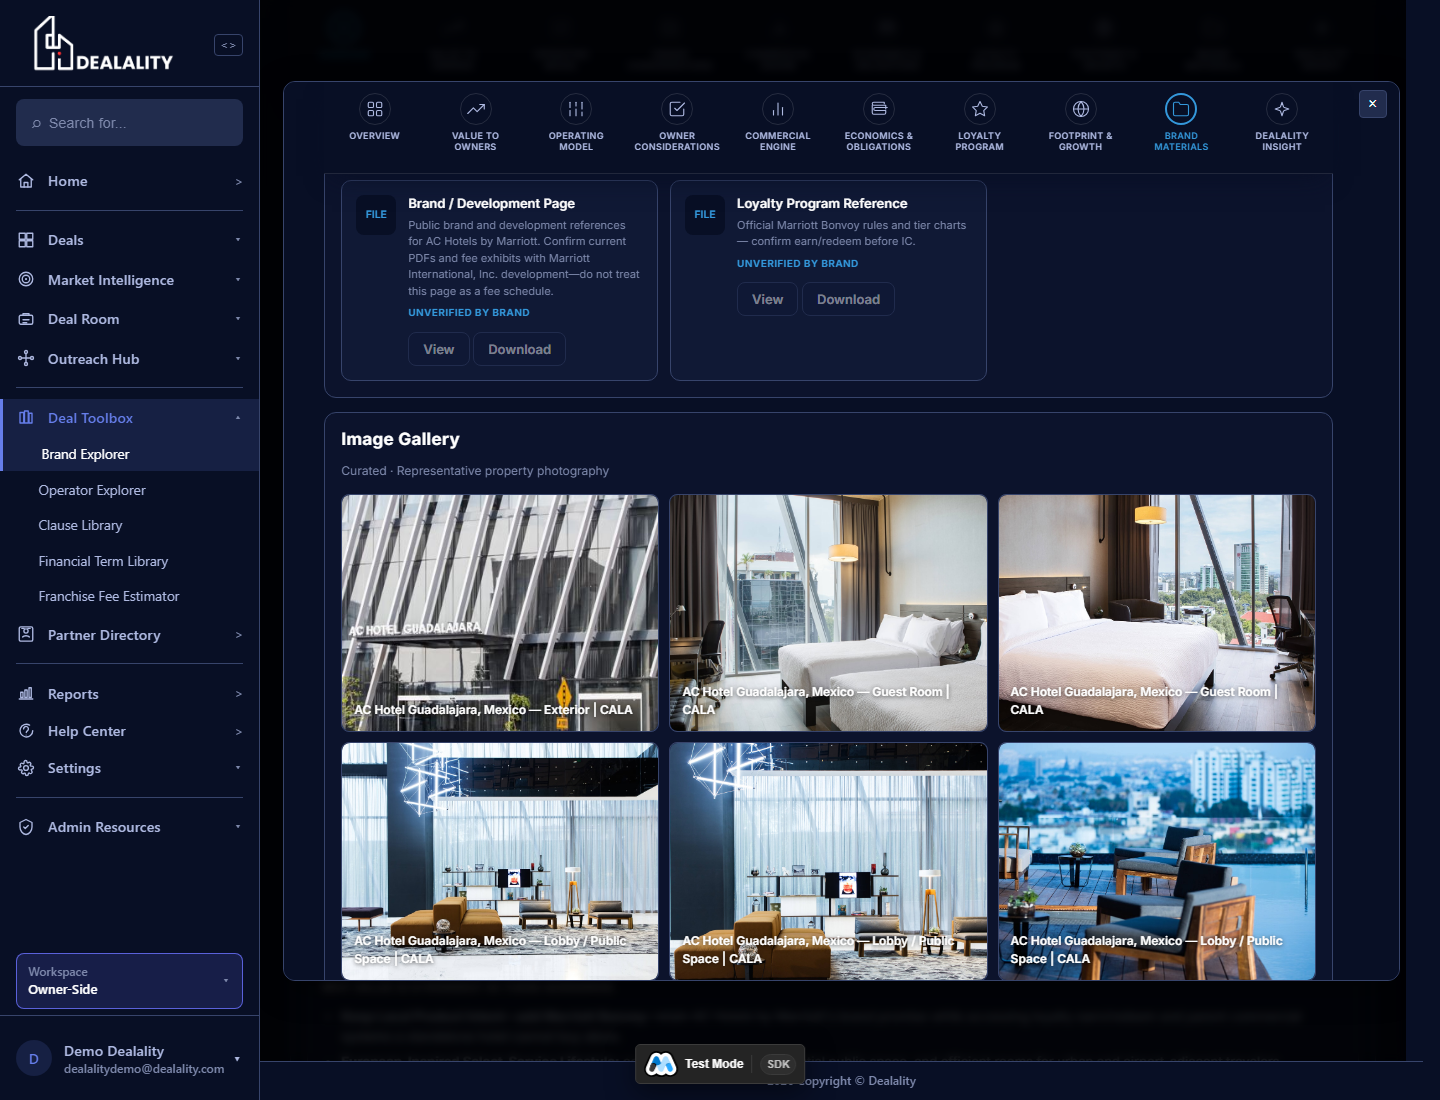 DEALALITY
<>
Search for...
Home
Deals
Market Intelligence
Deal Room
Outreach Hub
Deal Toolbox
Brand Explorer
Operator Explorer
Clause Library
Financial Term Library
Franchise Fee Estimator
Partner Directory
Reports
Help Center
Settings
Admin Resources
Workspace
Owner-Side
D
Demo Dealality
dealalitydemo@dealality.com
OVERVIEW
VALUE TO
OWNERS
OPERATING
MODEL
OWNER
CONSIDERATIONS
COMMERCIAL
ENGINE
ECONOMICS &
OBLIGATIONS
LOYALTY
PROGRAM
FOOTPRINT &
GROWTH
BRAND
MATERIALS
DEALALITY
INSIGHT
×
FILE
Brand / Development Page
Public brand and development references
for AC Hotels by Marriott. Confirm current
PDFs and fee exhibits with Marriott
International, Inc. development—do not treat
this page as a fee schedule.
UNVERIFIED BY BRAND
View
Download
FILE
Loyalty Program Reference
Official Marriott Bonvoy rules and tier charts
— confirm earn/redeem before IC.
UNVERIFIED BY BRAND
View
Download
Image Gallery
Curated · Representative property photography
AC HOTEL GUADALAJARA
AC Hotel Guadalajara, Mexico — Exterior | CALA
AC Hotel Guadalajara, Mexico — Guest Room |
CALA
AC Hotel Guadalajara, Mexico — Guest Room |
CALA
AC Hotel Guadalajara, Mexico — Lobby / Public
Space | CALA
AC Hotel Guadalajara, Mexico — Lobby / Public
Space | CALA
AC Hotel Guadalajara, Mexico — Lobby / Public
Space | CALA
Test Mode
SDK
Copyright © Dealality